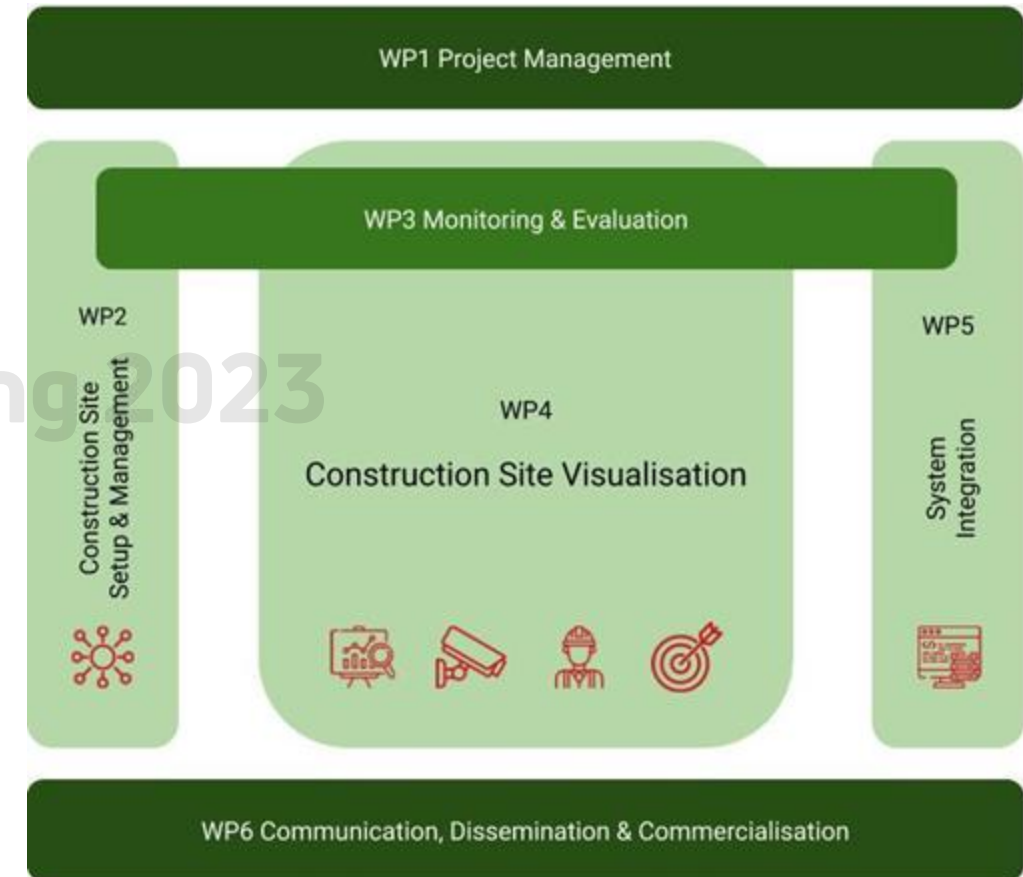 WP1 Project Management
WP3 Monitoring & Evaluation
WP2
Construction Site
Setup & Management
WP4
Construction Site Visualisation
WP5
System
Integration
2023
WP6 Communication, Dissemination & Commercialisation